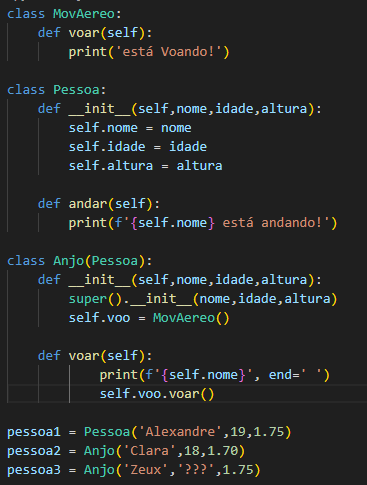 class MovAereo:
    def voar(self):
        print('está Voando!')
class Pessoa:
    def __init__(self,nome,idade,altura):
        self.nome = nome
        self.idade = idade
        self.altura = altura
    def andar(self):
        print(f'{self.nome} está andando!')
class Anjo(Pessoa):
    def __init__(self,nome,idade,altura):
        super().__init__(nome,idade,altura)
        self.voo = MovAereo()
    def voar(self):
            print(f'{self.nome}', end=' ')
            self.voo.voar()
pessoa1 = Pessoa('Alexandre',19,1.75)
pessoa2 = Anjo('Clara',18,1.70)
pessoa3 = Anjo('Zeux','???',1.75)